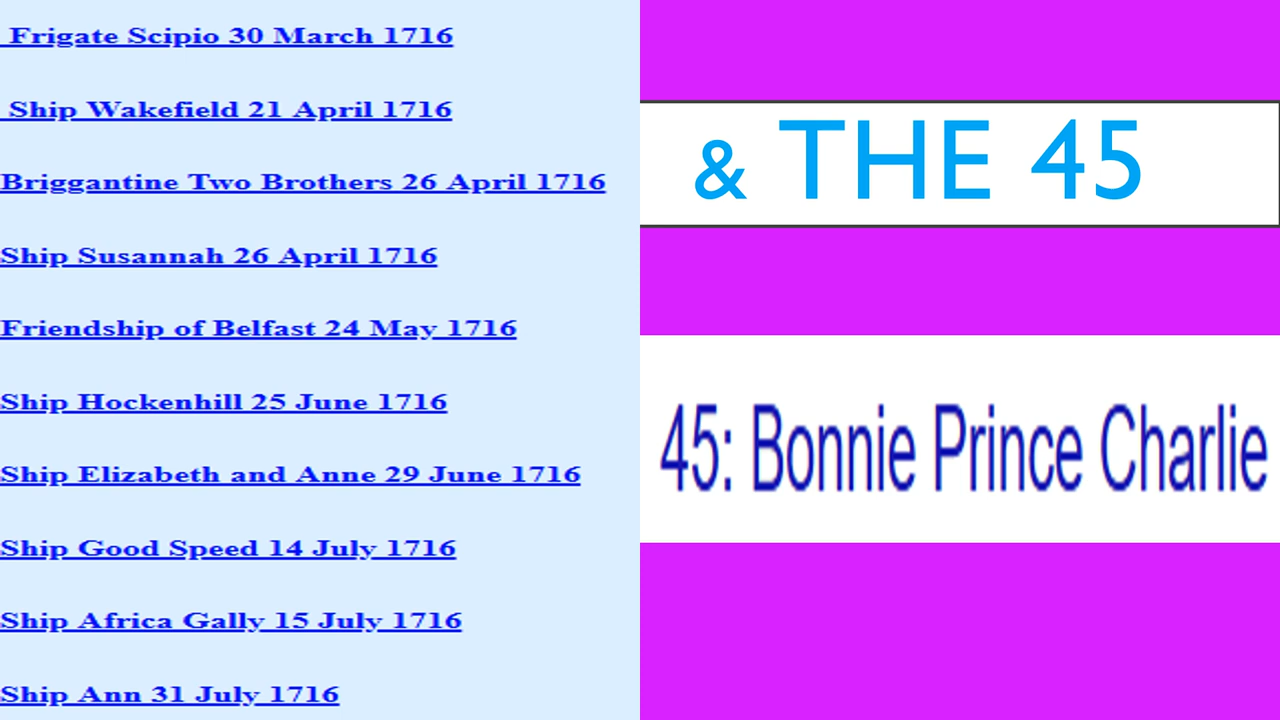 Frigate Scipio 30 March 1716
Ship Wakefield 21 April 1716
Briggantine Two Brothers 26 April 1716
Ship Susannah 26 April 1716
Friendship of Belfast 24 May 1716
Ship Hockenhill 25 June 1716
Ship Elizabeth and Anne 29 June 1716
Ship Good Speed 14 July 1716
Ship Africa Gally 15 July 1716
Ship Ann 31 July 1716
& THE 45
45: Bonnie Prince Charlie